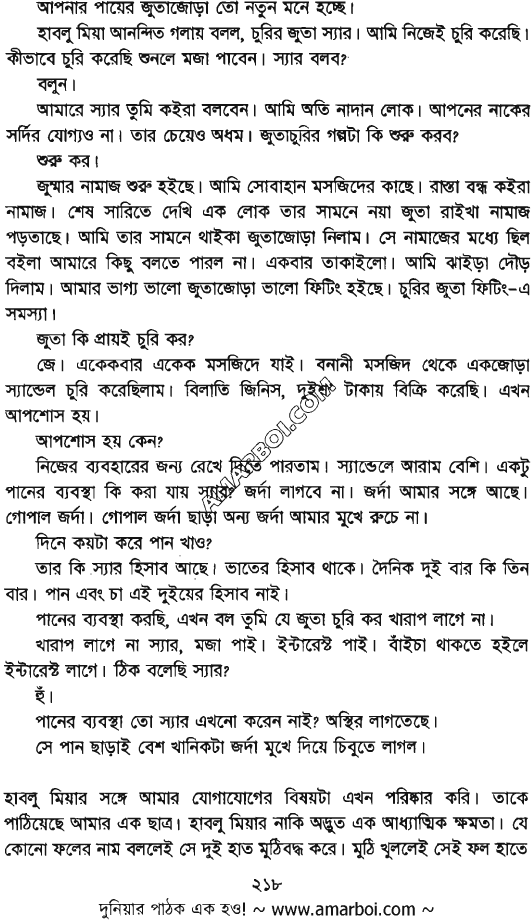 আপনার পায়ের জুতাজোড়া তো নতুন মনে হচ্ছে।
হাবলু মিয়া আনন্দিত গলায় বলল, চুরির জুতা স্যার। আমি নিজেই চুরি করেছি।
কীভাবে চুরি করেছি শুনলে মজা পাবেন। স্যার বলব?
বলুন।
আমারে স্যার তুমি কইরা বলবেন। আমি অতি নাদান লোক। আপনের নাকের
সর্দির যোগ্যও না। তার চেয়েও অধম। জুতাচুরির গল্পটা কি শুরু করব?
শুরু কর।
জুম্মার নামাজ শুরু হইছে। আমি সোবাহান মসজিদের কাছে। রাস্তা বন্ধ কইরা
নামাজ। শেষ সারিতে দেখি এক লোক তার সামনে নয়া জুতা রাইখা নামাজ
পড়তাছে। আমি তার সামনে থাইকা জুতাজোড়া নিলাম। সে নামাজের মধ্যে ছিল
বইলা আমারে কিছু বলতে পারল না। একবার তাকাইলো। আমি ঝাইড়া দৌড়
দিলাম। আমার ভাগ্য ভালো জুতাজোড়া ভালো ফিটিং হইছে। চুরির জুতা ফিটিং-এ
সমস্যা।
জুতা কি প্রায়ই চুরি কর?
জে। একেকবার একেক মসজিদে যাই। বনানী মসজিদ থেকে একজোড়া
স্যান্ডেল চুরি করেছিলাম। বিলাতি জিনিস, দুইশ' টাকায় বিক্রি করেছি। এখন
আপশোস হয়।
আপশোস হয় কেন?
নিজের ব্যবহারের জন্য রেখে দিতে পারতাম। স্যান্ডেলে আরাম বেশি। একটু
পানের ব্যবস্থা কি করা যায় স্যার? জর্দা লাগবে না। জর্দা আমার সঙ্গে আছে।
গোপাল জর্দা। গোপাল জর্দা ছাড়া অন্য জর্দা আমার মুখে রুচে না।
দিনে কয়টা করে পান খাও?
তার কি স্যার হিসাব আছে। ভাতের হিসাব থাকে। দৈনিক দুই বার কি তিন
বার। পান এবং চা এই দুইয়ের হিসাব নাই।
পানের ব্যবস্থা করছি, এখন বল তুমি যে জুতা চুরি কর খারাপ লাগে না।
খারাপ লাগে না স্যার, মজা পাই। ইন্টারেস্ট পাই। বাঁইচা থাকতে হইলে
ইন্টারেস্ট লাগে। ঠিক বলেছি স্যার?
হুঁ।
পানের ব্যবস্থা তো স্যার এখনো করেন নাই? অস্থির লাগতেছে।
সে পান ছাড়াই বেশ খানিকটা জর্দা মুখে দিয়ে চিবুতে লাগল।
হাবলু মিয়ার সঙ্গে আমার যোগাযোগের বিষয়টা এখন পরিষ্কার করি। তাকে
পাঠিয়েছে আমার এক ছাত্র। হাবলু মিয়ার নাকি অদ্ভুত এক আধ্যাত্মিক ক্ষমতা। যে
কোনো ফলের নাম বললেই সে দুই হাত মুঠিবদ্ধ করে। মুঠি খুললেই সেই ফল হাতে
২১৮
দুনিয়ার পাঠক এক হও! ~ www.amarboi.com ~
AMARBOI.COM